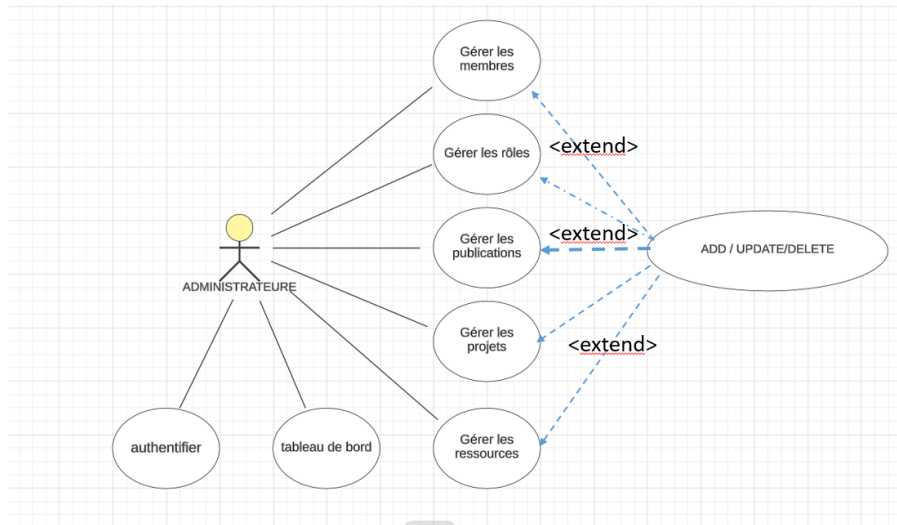 Gérer les
membres
Gérer les rôles
<extend>
Gérer les
publications
<extend>
ADD / UPDATE/DELETE
ADMINISTRATEURE
Gérer les
projets
<extend>
authentifier
tableau de bord
Gérer les
ressources